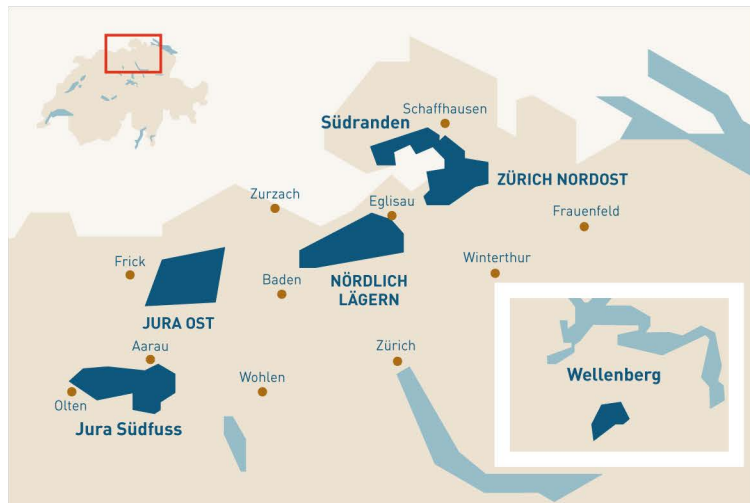 Schaffhausen
Südranden
ZÜRICH NORDOST
Zurzach
Eglisau
Frauenfeld
Frick
Baden
NÖRDLICH
LÄGERN
Winterthur
JURA OST
Aarau
Zürich
Wellenberg
Olten
Wohlen
Jura Südfuss